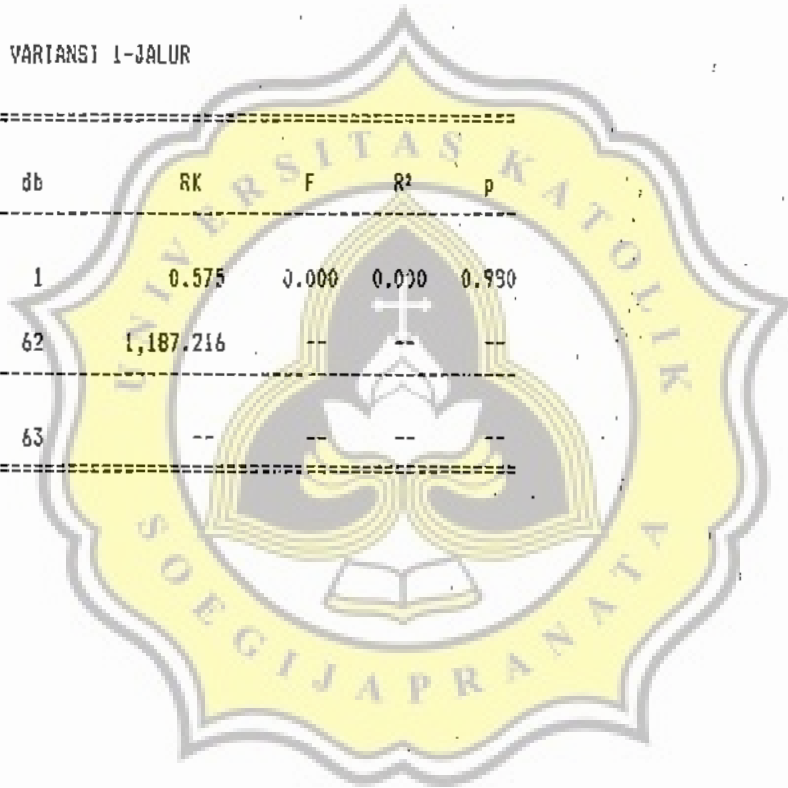 VARIANSI 1-JALUR
db RK F R² p
1 0.575 0.000 0.000 0.980
62 1,187.216 -- -- --
63 -- -- -- --
UNIVERSITAS KATOLIK
SOEGIJAPRANATA